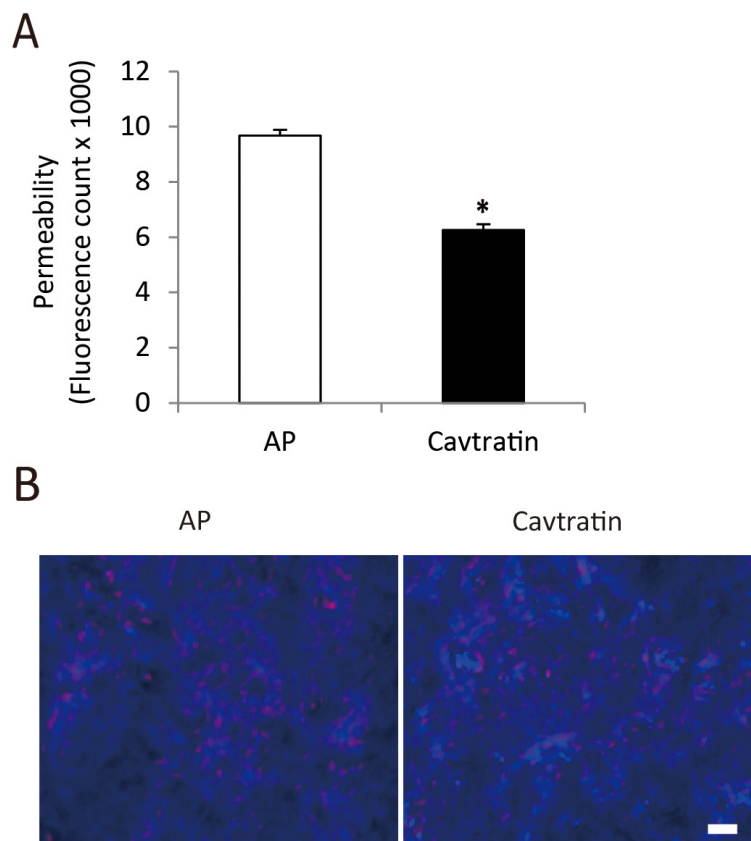 A
Permeability
(Fluorescence count x 1000)
12
10
8
6
4
2
0
*
AP
Cavtratin
B
AP
Cavtratin